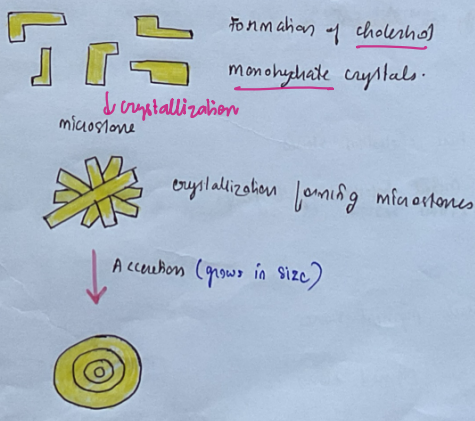 Formation of cholesterol
monohydrate crystals.
↓ crystallization
microstone
crystallization forming microstones
Accretion (grows in size)